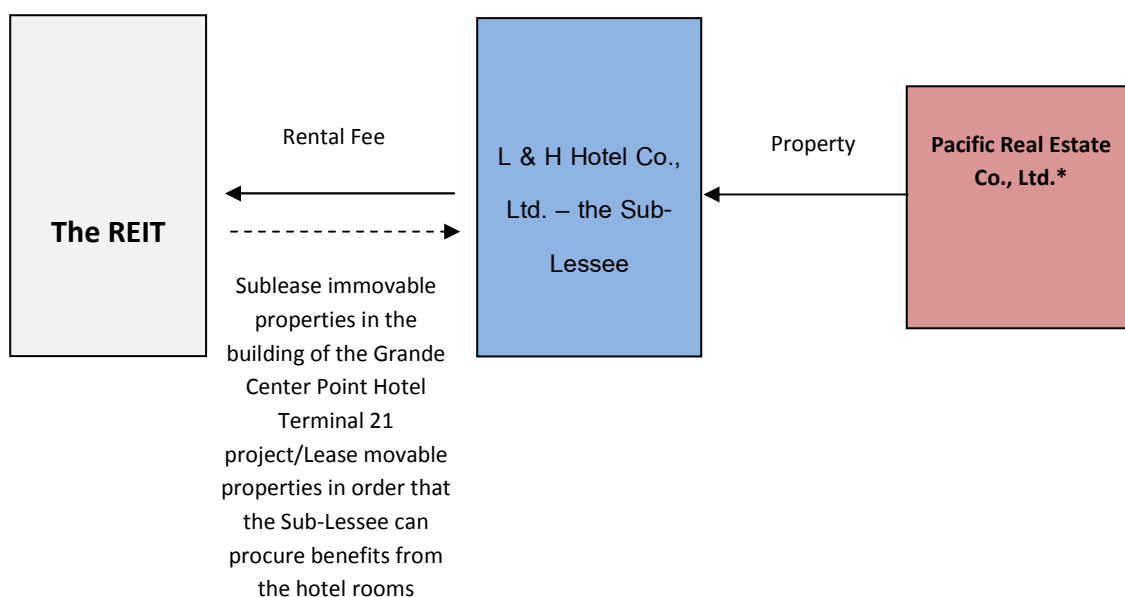 The REIT
Rental Fee
Sublease immovable
properties in the
building of the Grande
Center Point Hotel
Terminal 21
project/Lease movable
properties in order that
the Sub-Lessee can
procure benefits from
the hotel rooms
L & H Hotel Co.,
Ltd. – the Sub-
Lessee
Property
Pacific Real Estate
Co., Ltd.*